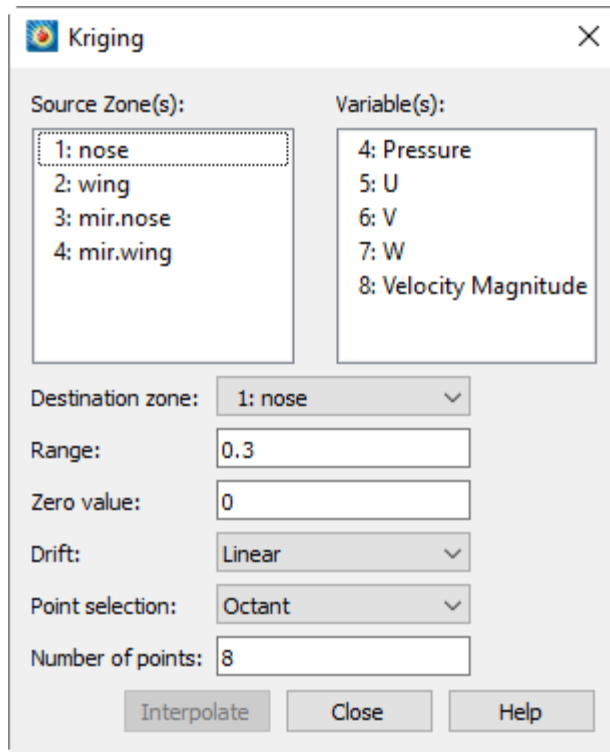 Kriging
Source Zone(s):
1: nose
2: wing
3: mir.nose
4: mir.wing
Variable(s):
4: Pressure
5: U
6: V
7: W
8: Velocity Magnitude
Destination zone: 1: nose
Range: 0.3
Zero value: 0
Drift: Linear
Point selection: Octant
Number of points: 8
Interpolate Close Help